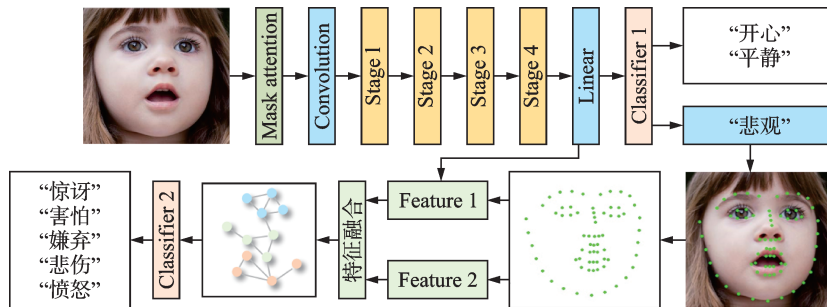 Mask attention
Convolution
Stage 1
Stage 2
Stage 3
Stage 4
Linear
Classifier 1
“开心”
“平静”
“悲观”
“惊讶”
“害怕”
“嫌弃”
“悲伤”
“愤怒”
Classifier 2
特征融合
Feature 1
Feature 2